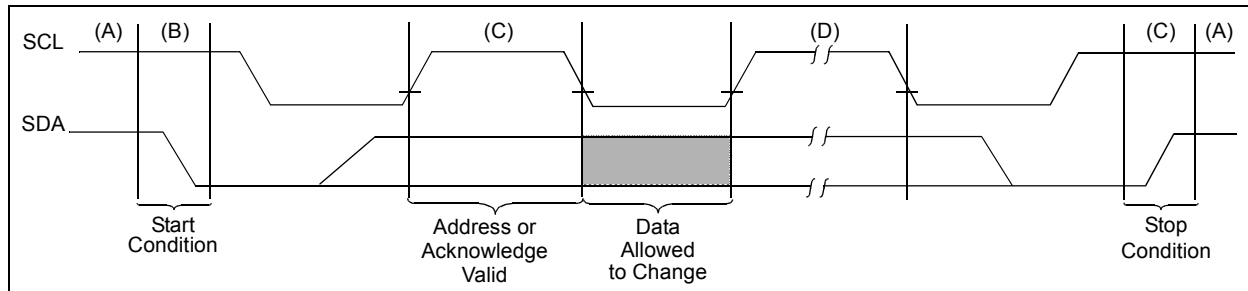 (A) (B) (C) (D) (C) (A)
SCL
SDA
Start
Condition
Address or
Acknowledge
Valid
Data
Allowed
to Change
Stop
Condition